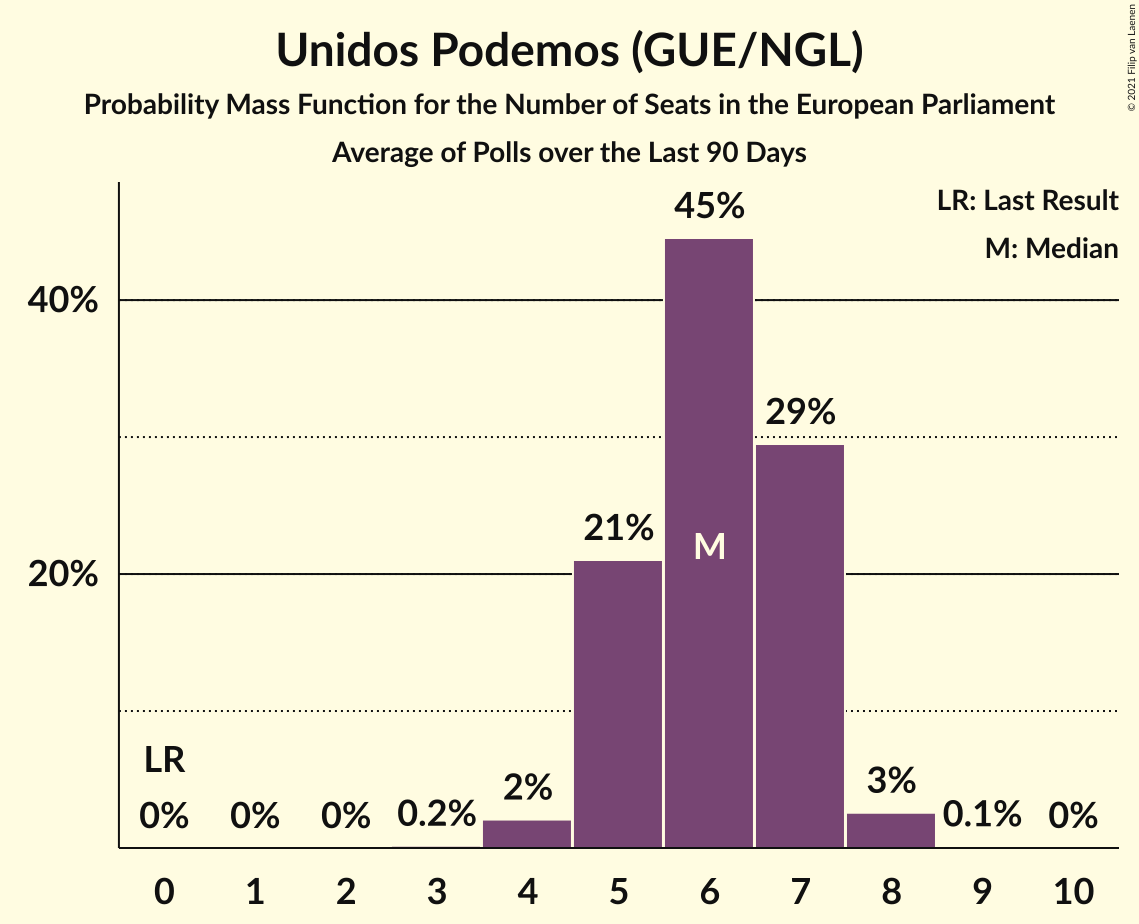 Unidos Podemos (GUE/NGL)
Probability Mass Function for the Number of Seats in the European Parliament
Average of Polls over the Last 90 Days
© 2021 Filip van Laenen
LR: Last Result
M: Median
45%
40%
29%
21%
M
20%
LR
0%
0%
0%
0.2%
2%
3%
0.1%
0%
0 1 2 3 4 5 6 7 8 9 10